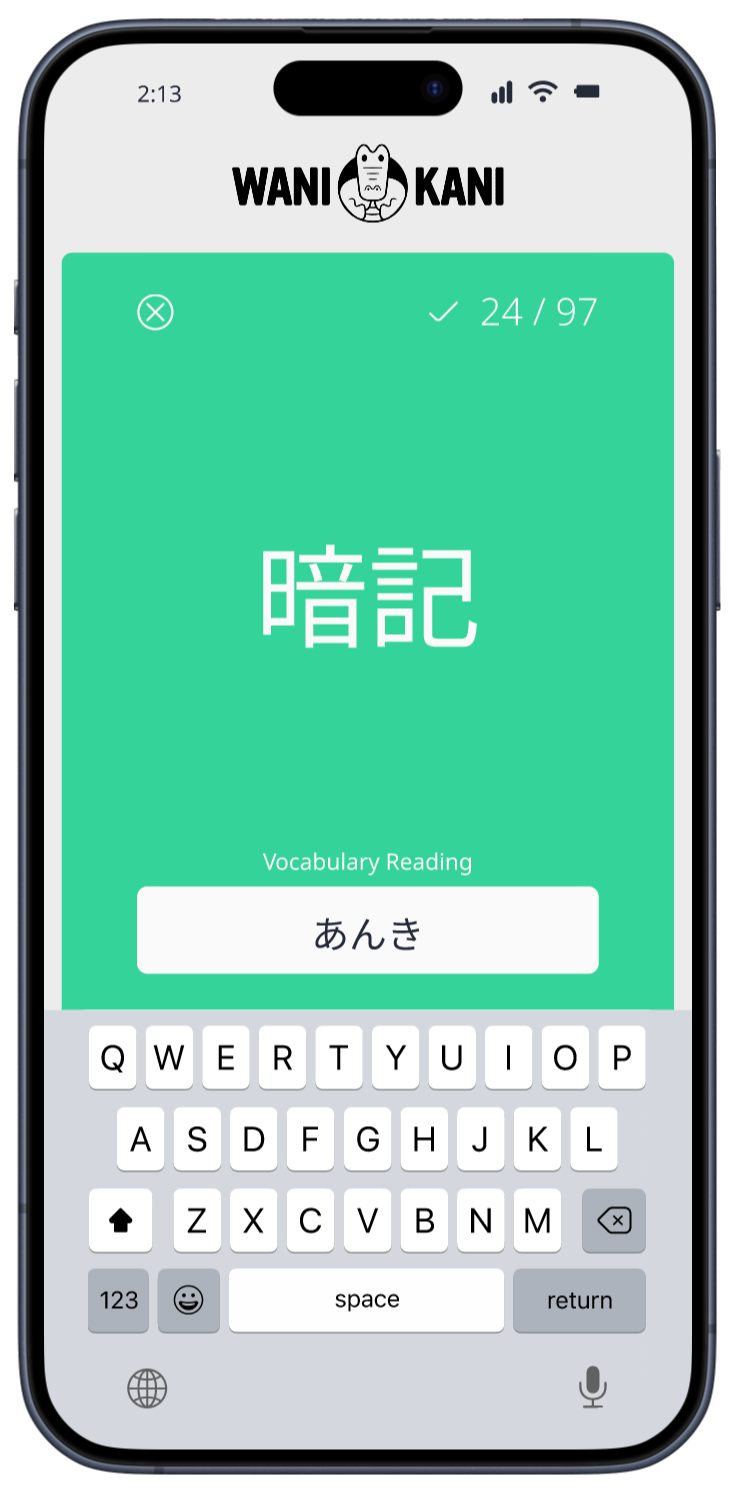 2:13
WANI KANI
24 / 97
暗記
Vocabulary Reading
あんき
Q W E R T Y U I O P
A S D F G H J K L
Z X C V B N M
123 space return